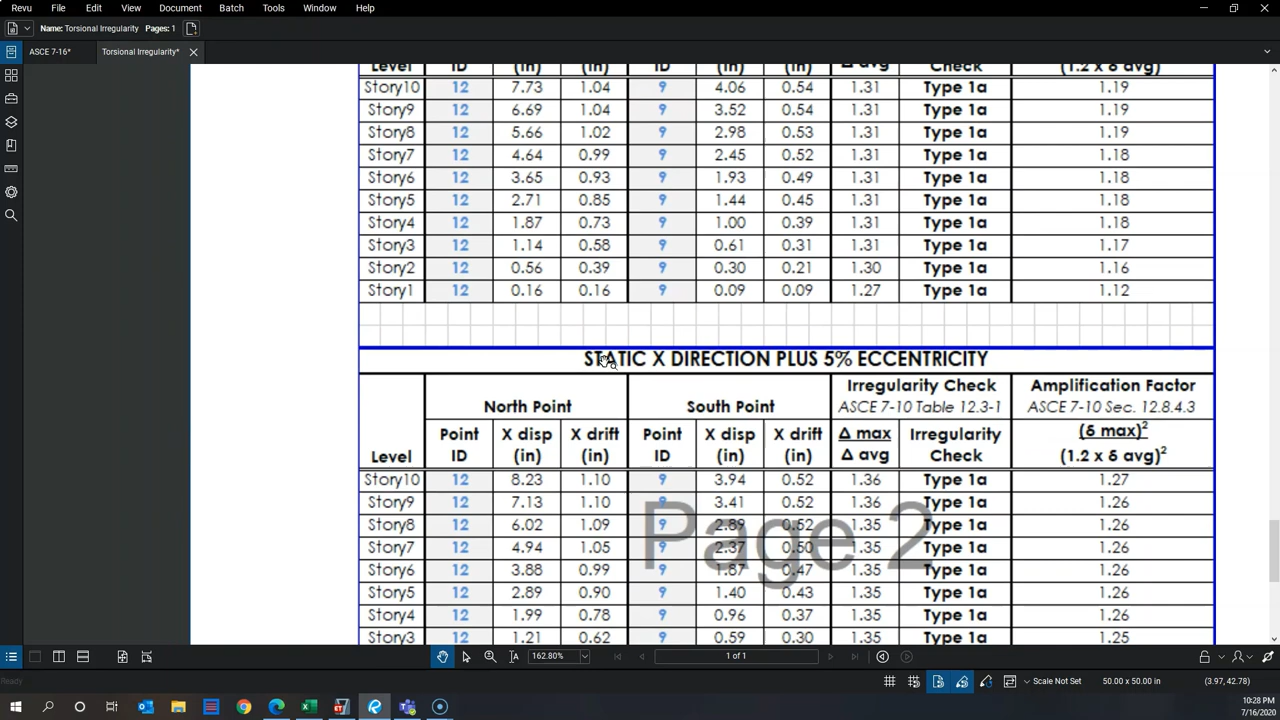 Revu File Edit View Document Batch Tools Window Help
Name: Torsional Irregularity Pages: 1
ASCE 7-16* Torsional Irregularity*
Level ID (in) (in) ID (in) (in) Δ avg Check (1.2 x δ avg)
Story10 12 7.73 1.04 9 4.06 0.54 1.31 Type 1a 1.19
Story9 12 6.69 1.04 9 3.52 0.54 1.31 Type 1a 1.19
Story8 12 5.66 1.02 9 2.98 0.53 1.31 Type 1a 1.19
Story7 12 4.64 0.99 9 2.45 0.52 1.31 Type 1a 1.18
Story6 12 3.65 0.93 9 1.93 0.49 1.31 Type 1a 1.18
Story5 12 2.71 0.85 9 1.44 0.45 1.31 Type 1a 1.18
Story4 12 1.87 0.73 9 1.00 0.39 1.31 Type 1a 1.18
Story3 12 1.14 0.58 9 0.61 0.31 1.31 Type 1a 1.17
Story2 12 0.56 0.39 9 0.30 0.21 1.30 Type 1a 1.16
Story1 12 0.16 0.16 9 0.09 0.09 1.27 Type 1a 1.12
STATIC X DIRECTION PLUS 5% ECCENTRICITY
North Point South Point Irregularity Check Amplification Factor
ASCE 7-10 Table 12.3-1 ASCE 7-10 Sec. 12.8.4.3
Point X disp X drift Point X disp X drift Δ max Irregularity (δ max)²
Level ID (in) (in) ID (in) (in) Δ avg Check (1.2 x δ avg)²
Story10 12 8.23 1.10 9 3.94 0.52 1.36 Type 1a 1.27
Story9 12 7.13 1.10 9 3.41 0.52 1.36 Type 1a 1.26
Story8 12 6.02 1.09 9 2.89 0.52 1.35 Type 1a 1.26
Story7 12 4.94 1.05 9 2.37 0.50 1.35 Type 1a 1.26
Story6 12 3.88 0.99 9 1.87 0.47 1.35 Type 1a 1.26
Story5 12 2.89 0.90 9 1.40 0.43 1.35 Type 1a 1.26
Story4 12 1.99 0.78 9 0.96 0.37 1.35 Type 1a 1.26
Story3 12 1.21 0.62 9 0.59 0.30 1.35 Type 1a 1.25
Page 2
162.80% 1 of 1
Ready Scale Not Set 50.00 x 50.00 in (3.97, 42.78)
10:28 PM
7/16/2020